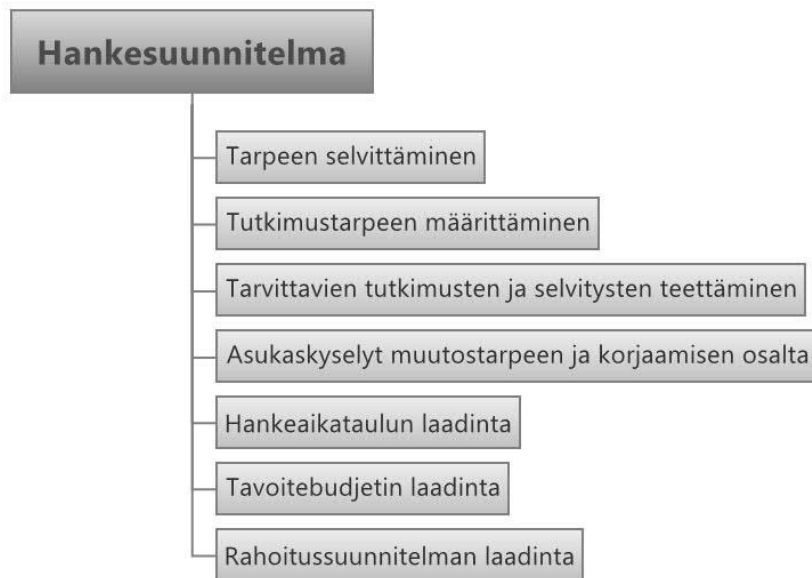 Hankesuunnitelma
Tarpeen selvittäminen
Tutkimustarpeen määrittäminen
Tarvittavien tutkimusten ja selvitysten teettäminen
Asukaskyselyt muutostarpeen ja korjaamisen osalta
Hankeaikataulun laadinta
Tavoitebudjetin laadinta
Rahoitussuunnitelman laadinta